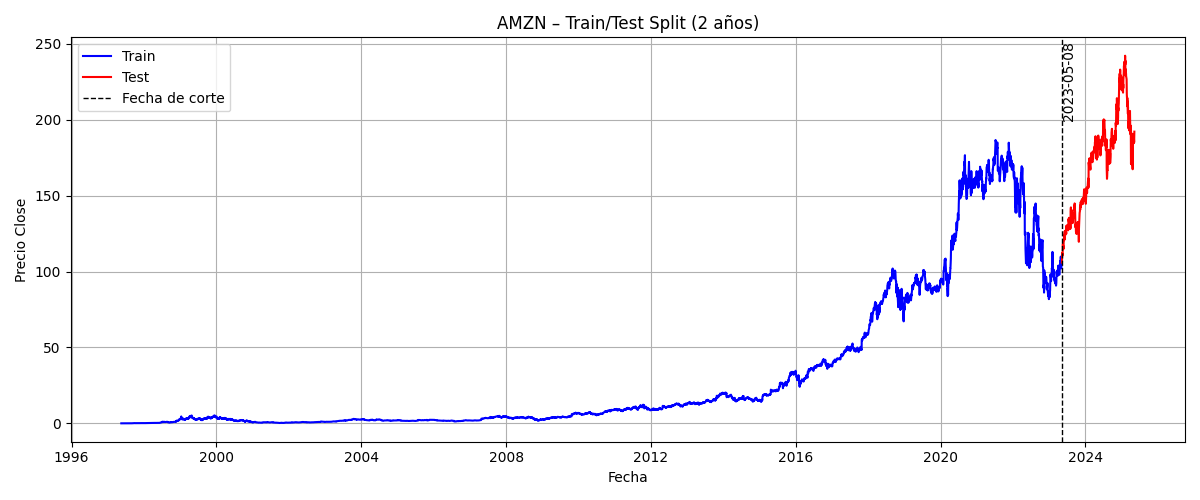 AMZN – Train/Test Split (2 años)
Train
Test
Fecha de corte
2023-05-08
Precio Close
250
200
150
100
50
0
1996
2000
2004
2008
2012
2016
2020
2024
Fecha